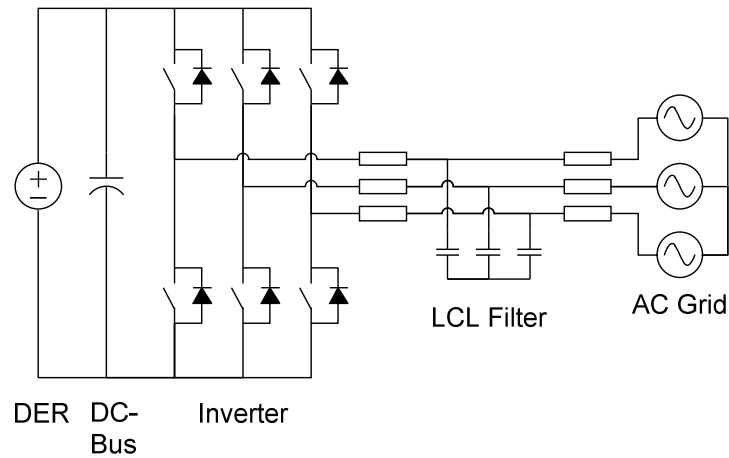 LCL Filter
AC Grid
DER
DC-
Bus
Inverter